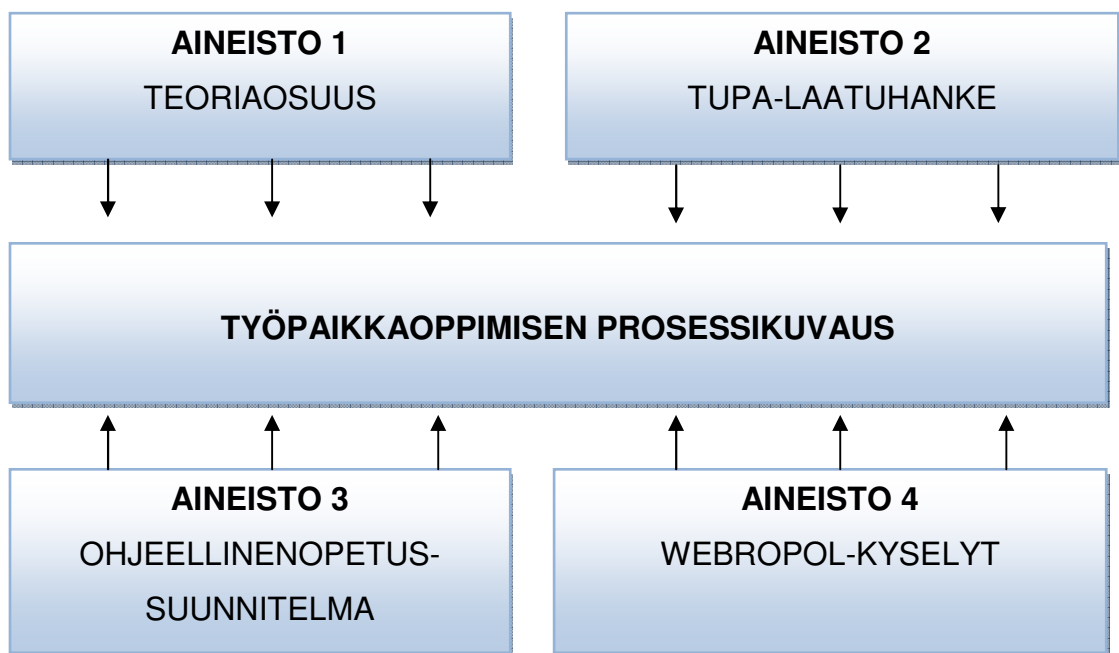 AINEISTO 1
TEORIAOSUUS
AINEISTO 2
TUPA-LAATUHANKE
TYÖPAIKKAOPPIMISEN PROSESSIKUVAUS
AINEISTO 3
OHJEELLINENOPETUS-
SUUNNITELMA
AINEISTO 4
WEBROPOL-KYSELYT